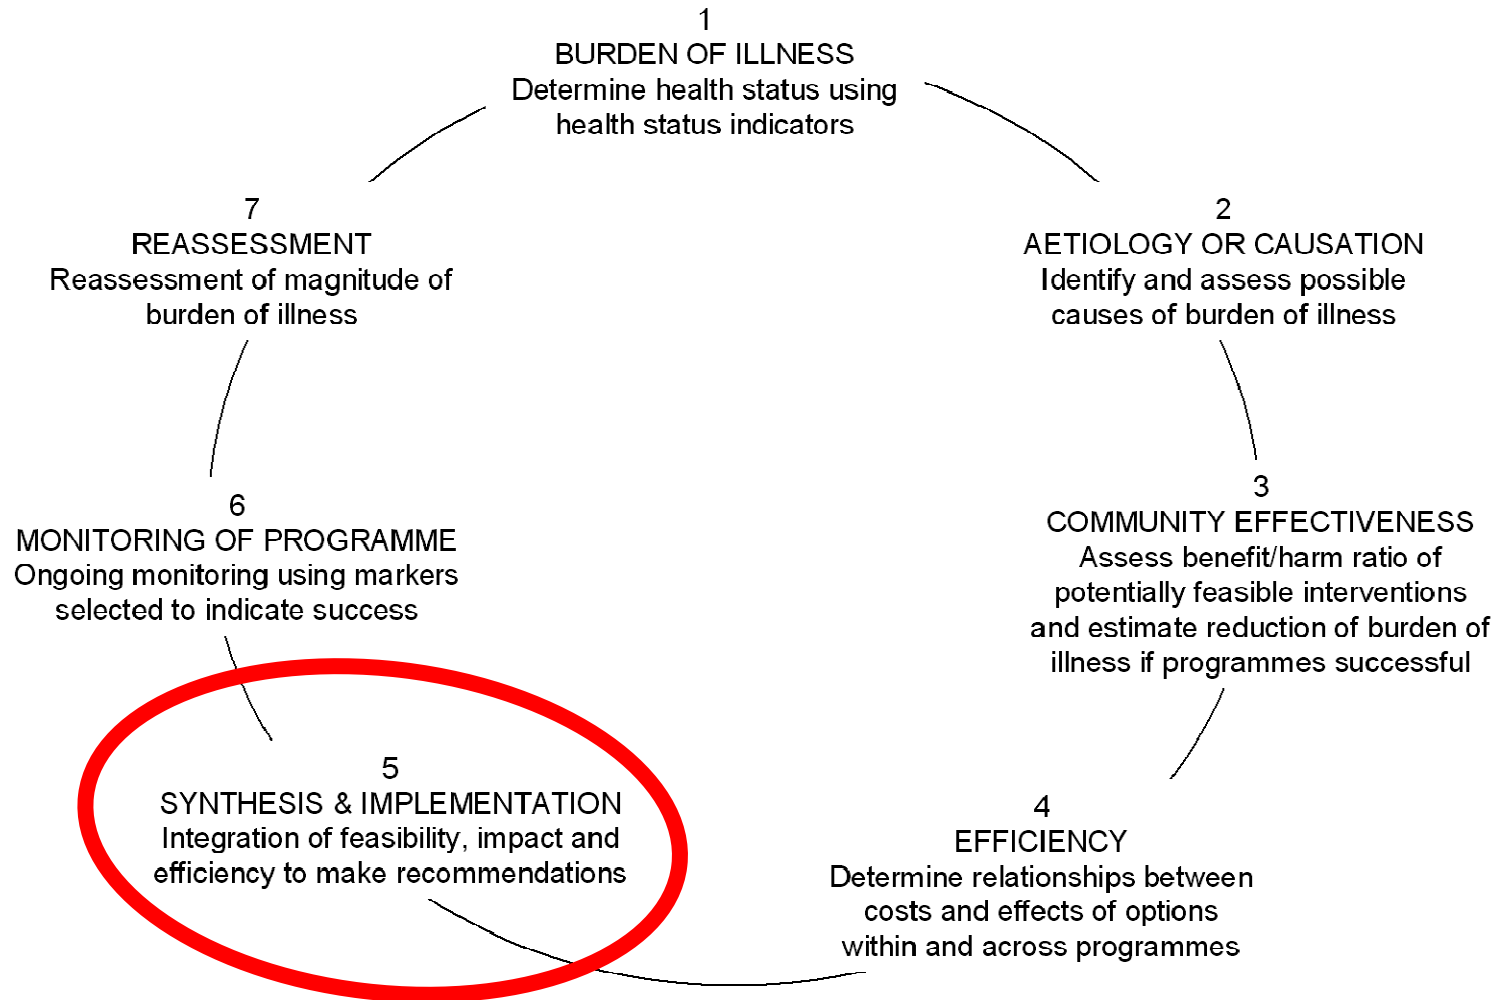 1
BURDEN OF ILLNESS
Determine health status using
health status indicators
2
AETIOLOGY OR CAUSATION
Identify and assess possible
causes of burden of illness
3
COMMUNITY EFFECTIVENESS
Assess benefit/harm ratio of
potentially feasible interventions
and estimate reduction of burden of
illness if programmes successful
4
EFFICIENCY
Determine relationships between
costs and effects of options
within and across programmes
5
SYNTHESIS & IMPLEMENTATION
Integration of feasibility, impact and
efficiency to make recommendations
6
MONITORING OF PROGRAMME
Ongoing monitoring using markers
selected to indicate success
7
REASSESSMENT
Reassessment of magnitude of
burden of illness